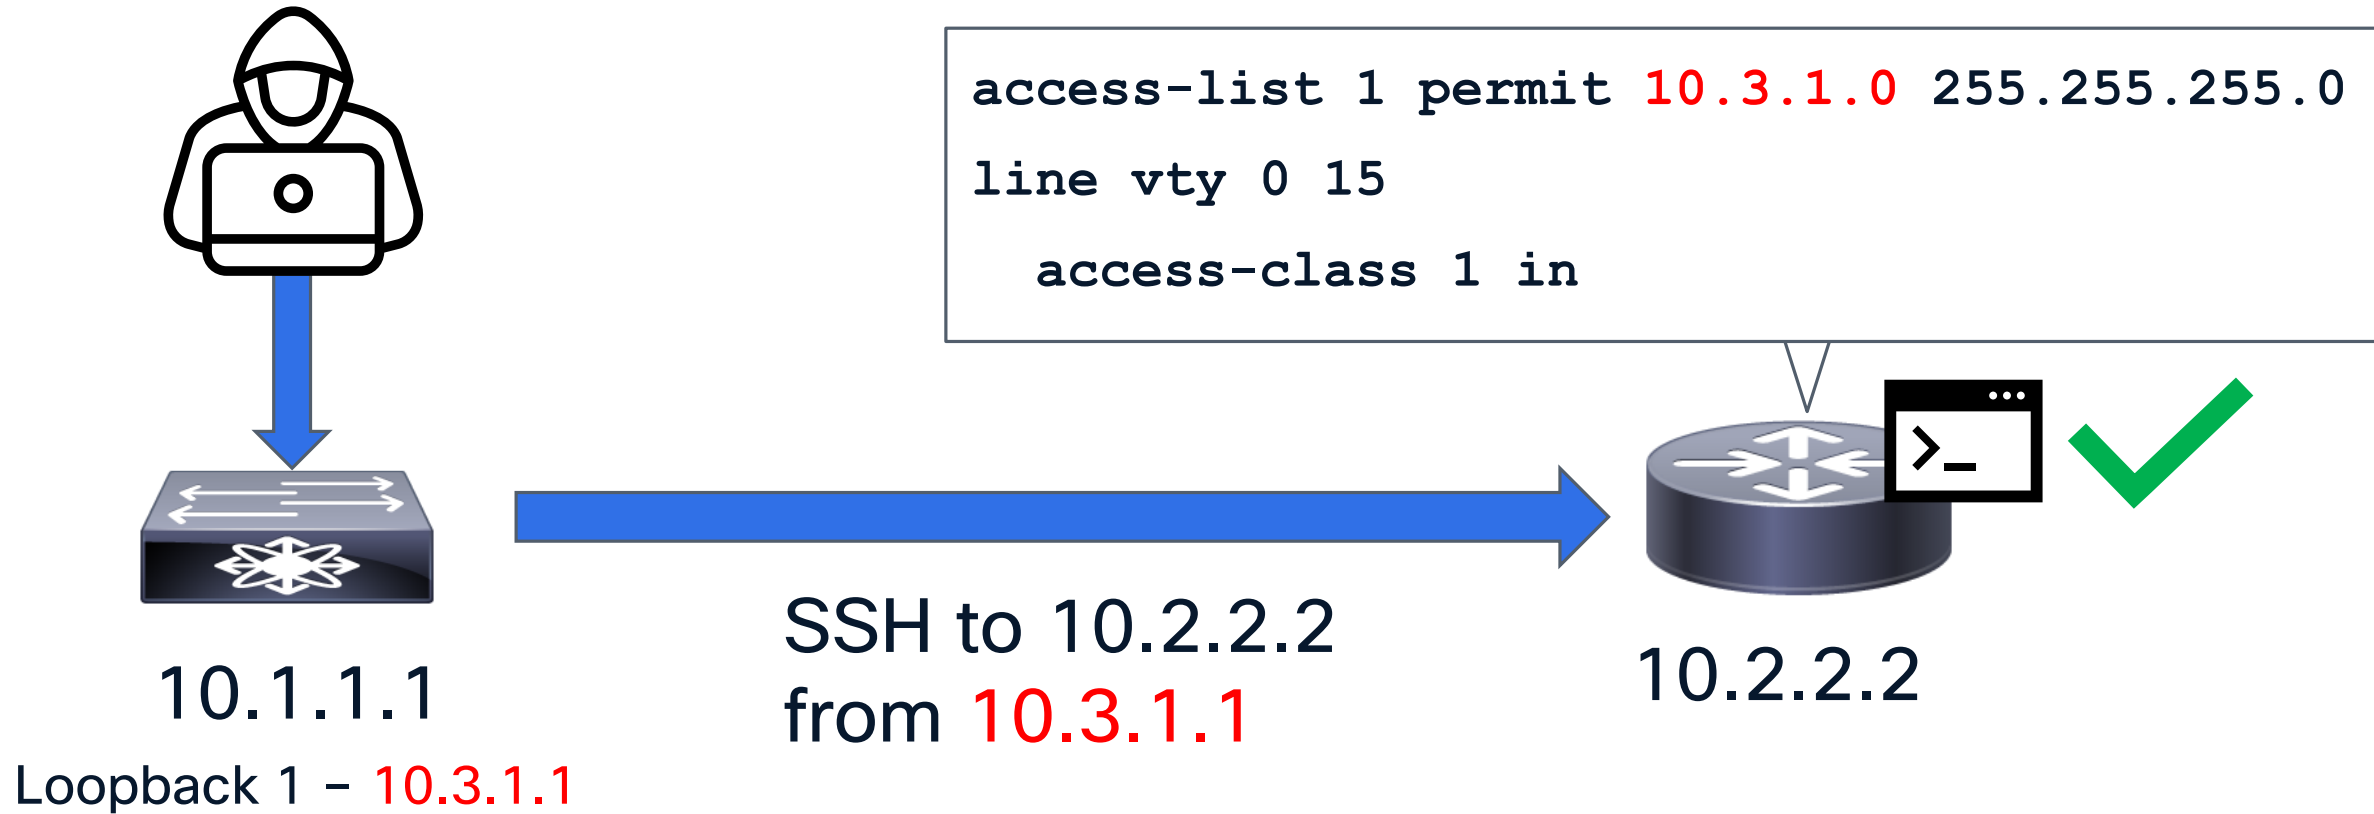 access-list 1 permit 10.3.1.0 255.255.255.0
line vty 0 15
access-class 1 in
>_
SSH to 10.2.2.2
from 10.3.1.1
10.1.1.1
Loopback 1 - 10.3.1.1
10.2.2.2